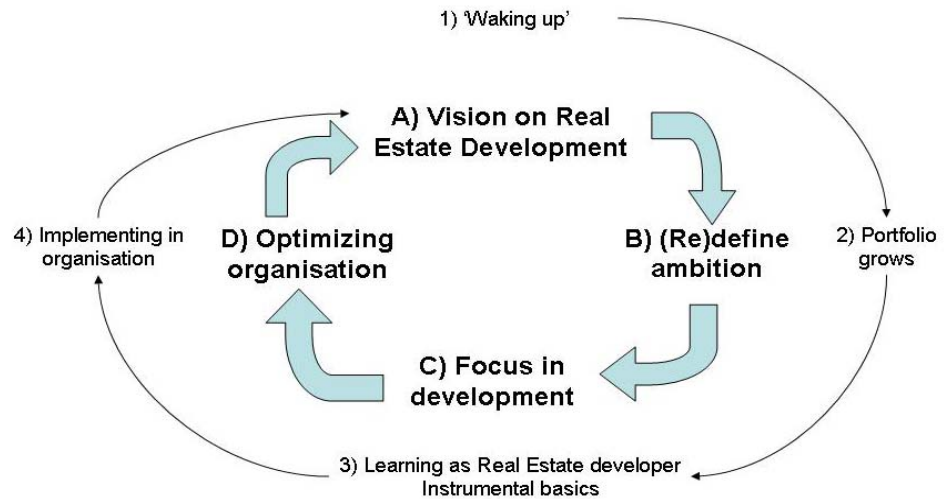 1) ‘Waking up’
A) Vision on Real
Estate Development
4) Implementing in
organisation
D) Optimizing
organisation
B) (Re)define
ambition
2) Portfolio
grows
C) Focus in
development
3) Learning as Real Estate developer
Instrumental basics